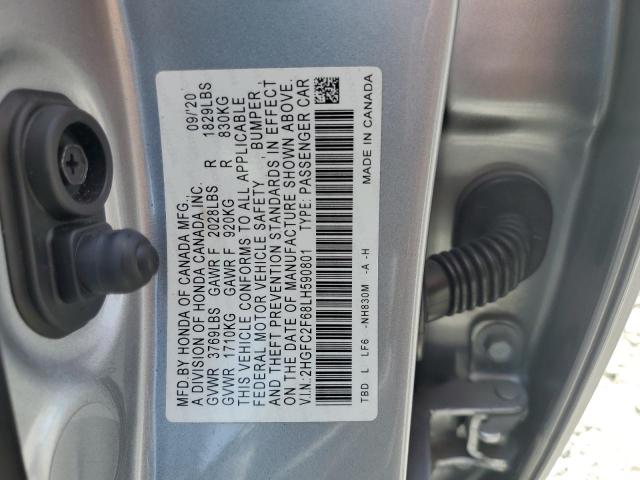 MFD.BY HONDA OF CANADA MFG.,
A DIVISION OF HONDA CANADA INC. 09/20
GVWR 3769LBS GAWR F 2028LBS R 1829LBS
GVWR 1710KG GAWR F 920KG R 830KG
THIS VEHICLE CONFORMS TO ALL APPLICABLE
FEDERAL MOTOR VEHICLE SAFETY BUMPER,
AND THEFT PREVENTION STANDARDS IN EFFECT
ON THE DATE OF MANUFACTURE SHOWN ABOVE.
V.I.N.:2HGFC2F68LH590801 TYPE: PASSENGER CAR
TBD L LF6 -NH830M -A -H MADE IN CANADA